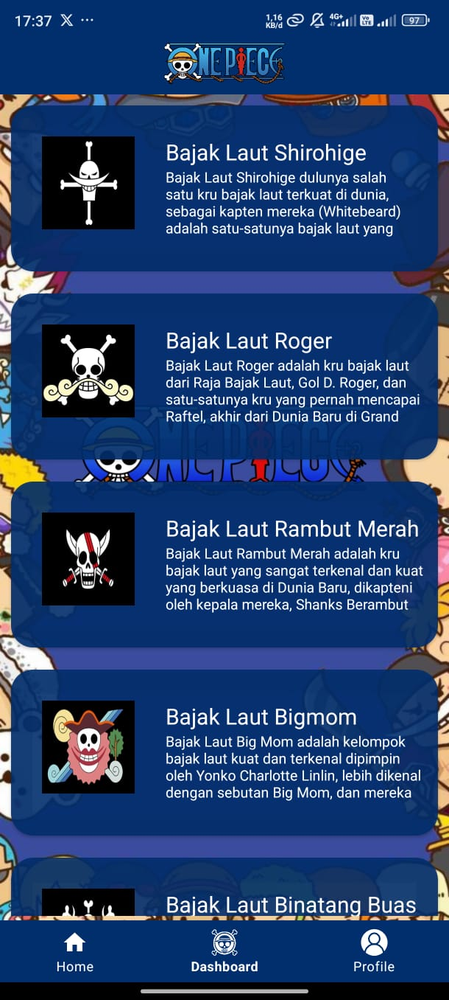 17:37 X ...
1,16
KB/d
4G+
Vo
LTE
97
ONE PIECE
Bajak Laut Shirohige
Bajak Laut Shirohige dulunya salah
satu kru bajak laut terkuat di dunia,
sebagai kapten mereka (Whitebeard)
adalah satu-satunya bajak laut yang
Bajak Laut Roger
Bajak Laut Roger adalah kru bajak laut
dari Raja Bajak Laut, Gol D. Roger, dan
satu-satunya kru yang pernah mencapai
Raftel, akhir dari Dunia Baru di Grand
ONE PIECE
Bajak Laut Rambut Merah
Bajak Laut Rambut Merah adalah kru
bajak laut yang sangat terkenal dan kuat
yang berkuasa di Dunia Baru, dikapteni
oleh kepala mereka, Shanks Berambut
Bajak Laut Bigmom
Bajak Laut Big Mom adalah kelompok
bajak laut kuat dan terkenal dipimpin
oleh Yonko Charlotte Linlin, lebih dikenal
dengan sebutan Big Mom, dan mereka
Bajak Laut Binatang Buas
Home
Dashboard
Profile